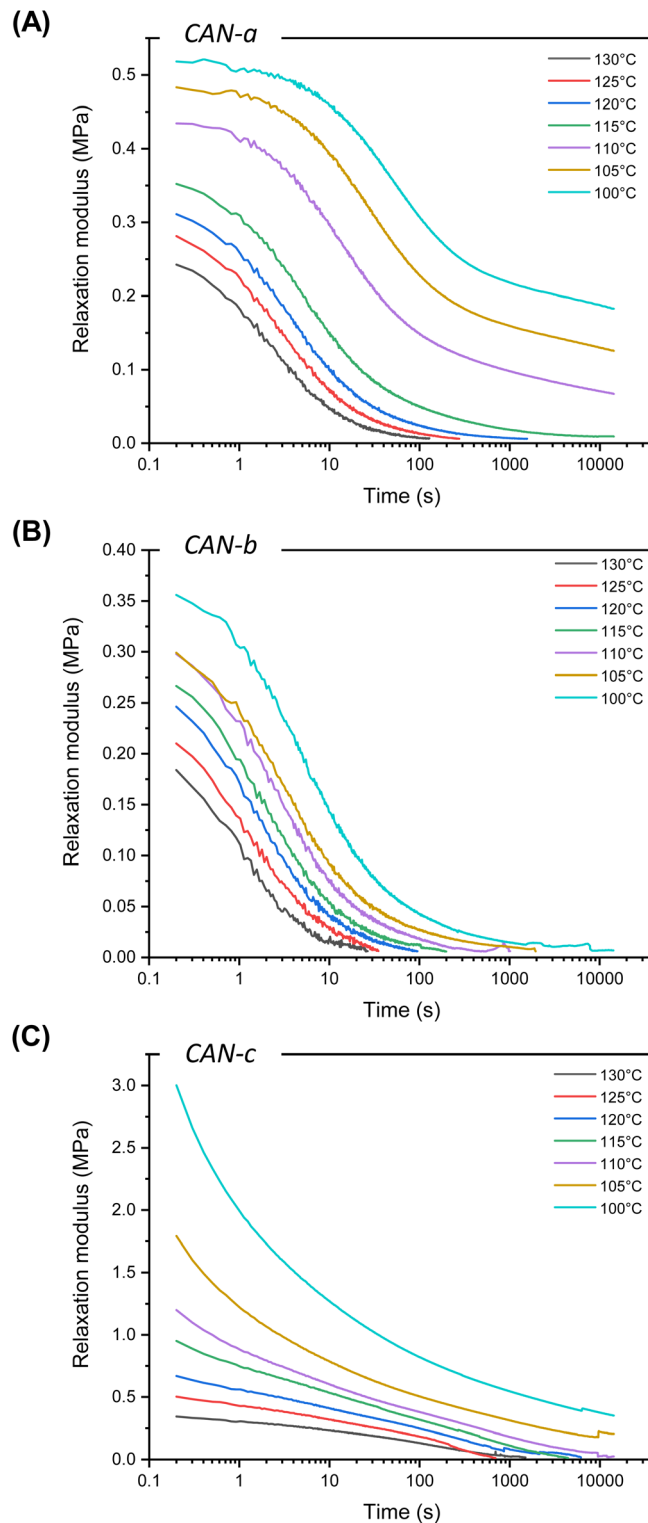 (A)
CAN-a
Relaxation modulus (MPa)
0.5
0.4
0.3
0.2
0.1
0.0
130°C
125°C
120°C
115°C
110°C
105°C
100°C
0.1 1 10 100 1000 10000
Time (s)
(B)
CAN-b
Relaxation modulus (MPa)
0.40
0.35
0.30
0.25
0.20
0.15
0.10
0.05
0.00
130°C
125°C
120°C
115°C
110°C
105°C
100°C
0.1 1 10 100 1000 10000
Time (s)
(C)
CAN-c
Relaxation modulus (MPa)
3.0
2.5
2.0
1.5
1.0
0.5
0.0
130°C
125°C
120°C
115°C
110°C
105°C
100°C
0.1 1 10 100 1000 10000
Time (s)